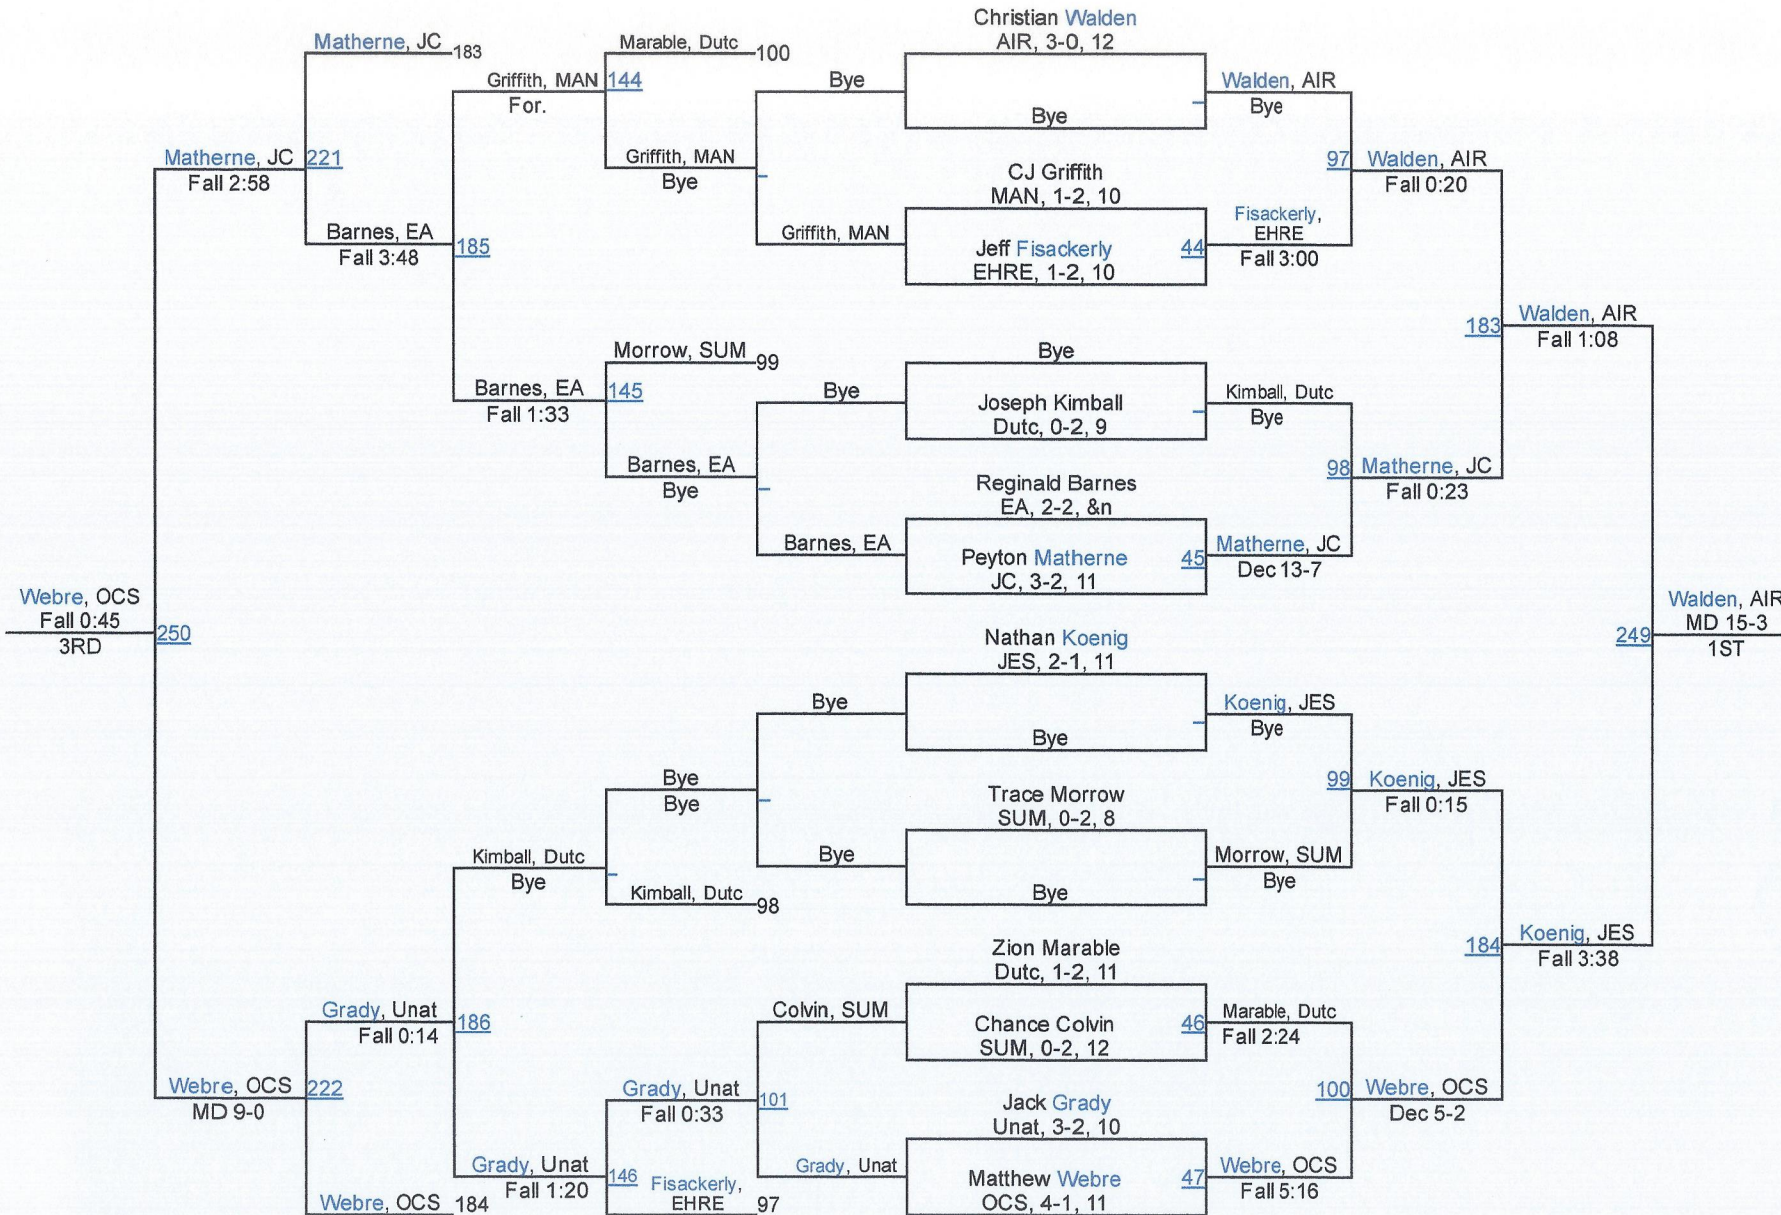 Christian Walden
AIR, 3-0, 12
Matherne, JC
183
Marable, Dutc
100
Griffith, MAN
144
For.
Bye
Walden, AIR
Bye
Bye
Matherne, JC
221
Fall 2:58
Griffith, MAN
Bye
CJ Griffith
MAN, 1-2, 10
97
Walden, AIR
Fall 0:20
Barnes, EA
185
Fall 3:48
Griffith, MAN
Jeff Fisackerly
44
EHRE, 1-2, 10
Fisackerly,
EHRE
Fall 3:00
183
Walden, AIR
Fall 1:08
Morrow, SUM
99
Bye
Barnes, EA
145
Fall 1:33
Bye
Joseph Kimball
Dutc, 0-2, 9
Kimball, Dutc
Bye
Barnes, EA
Bye
Reginald Barnes
EA, 2-2, &n
98
Matherne, JC
Fall 0:23
Barnes, EA
Peyton Matherne
45
JC, 3-2, 11
Matherne, JC
Dec 13-7
Webre, OCS
Fall 0:45
250
3RD
Walden, AIR
249
MD 15-3
1ST
Nathan Koenig
JES, 2-1, 11
Bye
Koenig, JES
Bye
Bye
Bye
Bye
Trace Morrow
SUM, 0-2, 8
99
Koenig, JES
Fall 0:15
Kimball, Dutc
Bye
Bye
Morrow, SUM
Bye
Bye
Kimball, Dutc
98
Zion Marable
Dutc, 1-2, 11
184
Koenig, JES
Fall 3:38
Grady, Unat
186
Fall 0:14
Colvin, SUM
Chance Colvin
46
SUM, 0-2, 12
Marable, Dutc
Fall 2:24
Webre, OCS
222
MD 9-0
Grady, Unat
101
Fall 0:33
Jack Grady
Unat, 3-2, 10
100
Webre, OCS
Dec 5-2
Grady, Unat
146
Fall 1:20
Fisackerly,
EHRE
97
Grady, Unat
Matthew Webre
47
OCS, 4-1, 11
Webre, OCS
Fall 5:16
Webre, OCS
184